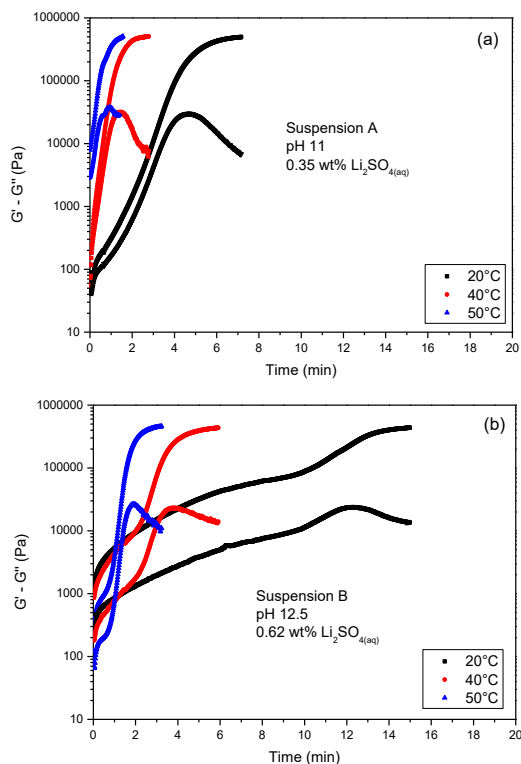 (a)
1000000
100000
10000
1000
100
10
G' - G'' (Pa)
Suspension A
pH 11
0.35 wt% Li2SO4(aq)
20°C
40°C
50°C
0 2 4 6 8 10 12 14 16 18 20
Time (min)
(b)
1000000
100000
10000
1000
100
10
G' - G'' (Pa)
Suspension B
pH 12.5
0.62 wt% Li2SO4(aq)
20°C
40°C
50°C
0 2 4 6 8 10 12 14 16 18 20
Time (min)